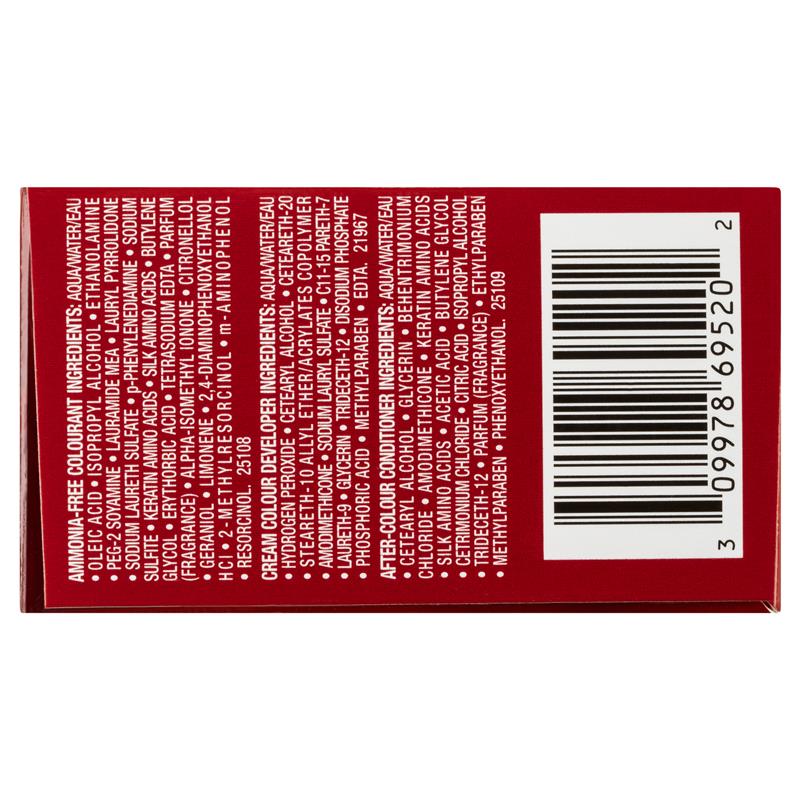 AMMONIA-FREE COLOURANT INGREDIENTS: AQUA/WATER/EAU
• OLEIC ACID • ISOPROPYL ALCOHOL • ETHANOLAMINE
PEG-2 SOYAMINE • LAURAMIDE MEA • LAURYL PYRROLIDONE
• SODIUM LAURETH SULFATE • p-PHENYLENEDIAMINE • SODIUM
SULFITE • KERATIN AMINO ACIDS • SILK AMINO ACIDS • BUTYLENE
GLYCOL • ERYTHORBIC ACID • TETRASODIUM EDTA • PARFUM
(FRAGRANCE) • ALPHA-ISOMETHYL IONONE • CITRONELLOL
• GERANIOL • LIMONENE • 2,4-DIAMINOPHENOXYETHANOL
HCl • 2-METHYLRESORCINOL • m-AMINOPHENOL
• RESORCINOL. 25108
CREAM COLOUR DEVELOPER INGREDIENTS: AQUA/WATER/EAU
• HYDROGEN PEROXIDE • CETEARYL ALCOHOL • CETEARETH-20
• STEARETH-10 ALLYL ETHER/ACRYLATES COPOLYMER
• AMODIMETHICONE • SODIUM LAURYL SULFATE • C11-15 PARETH-7
• LAURETH-9 • GLYCERIN • TRIDECETH-12 • DISODIUM PHOSPHATE
• PHOSPHORIC ACID • METHYLPARABEN • EDTA. 21967
AFTER-COLOUR CONDITIONER INGREDIENTS: AQUA/WATER/EAU
• CETEARYL ALCOHOL • GLYCERIN • BEHENTRIMONIUM
CHLORIDE • AMODIMETHICONE • KERATIN AMINO ACIDS
• SILK AMINO ACIDS • ACETIC ACID • BUTYLENE GLYCOL
• CETRIMONIUM CHLORIDE • CITRIC ACID • ISOPROPYL ALCOHOL
• TRIDECETH-12 • PARFUM (FRAGRANCE) • ETHYLPARABEN
• METHYLPARABEN • PHENOXYETHANOL. 25109
3 09978 69520 2